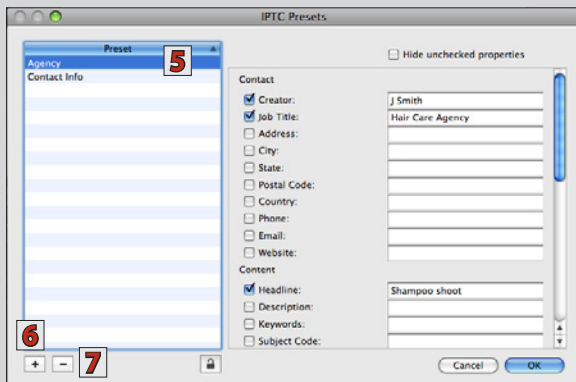 IPTC Presets
Preset
5
Hide unchecked properties
Agency
Contact Info
Contact
Creator: J Smith
Job Title: Hair Care Agency
Address:
City:
State:
Postal Code:
Country:
Phone:
Email:
Website:
Content
Headline: Shampoo shoot
Description:
Keywords:
Subject Code:
6
+ −
7
Cancel
OK